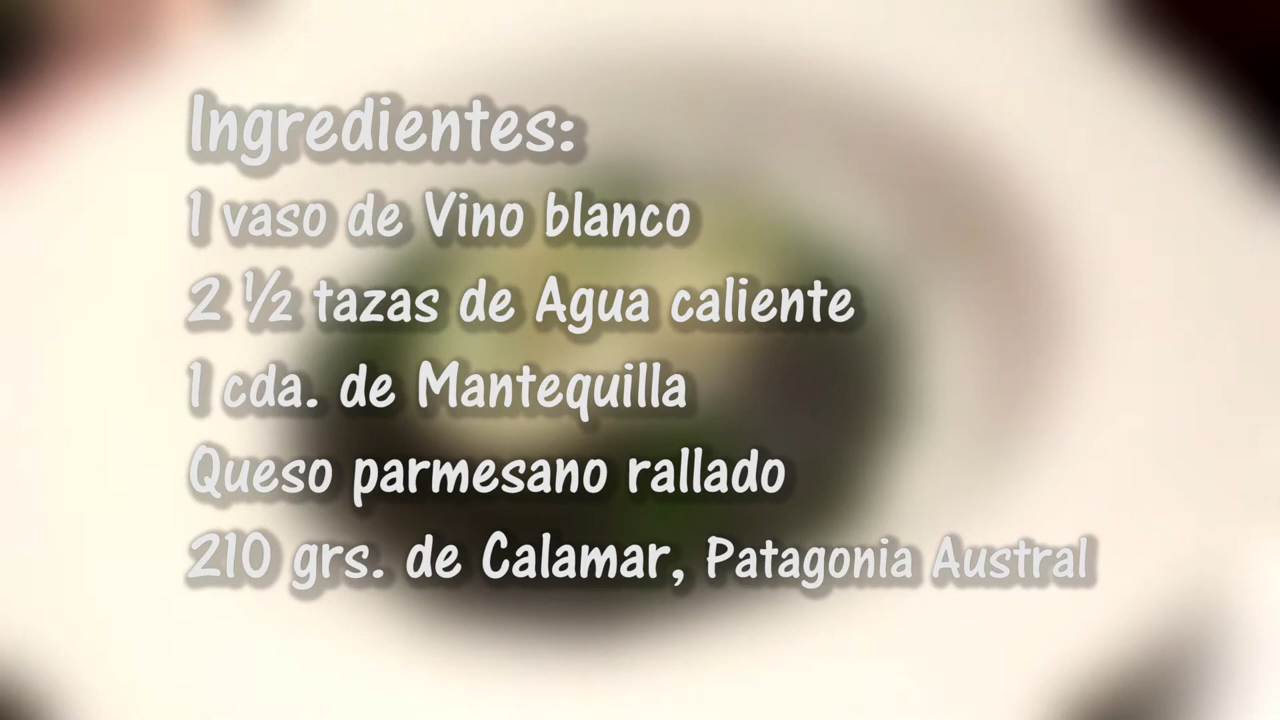 Ingredientes:
1 vaso de Vino blanco
2 ½ tazas de Agua caliente
1 cda. de Mantequilla
Queso parmesano rallado
210 grs. de Calamar, Patagonia Austral